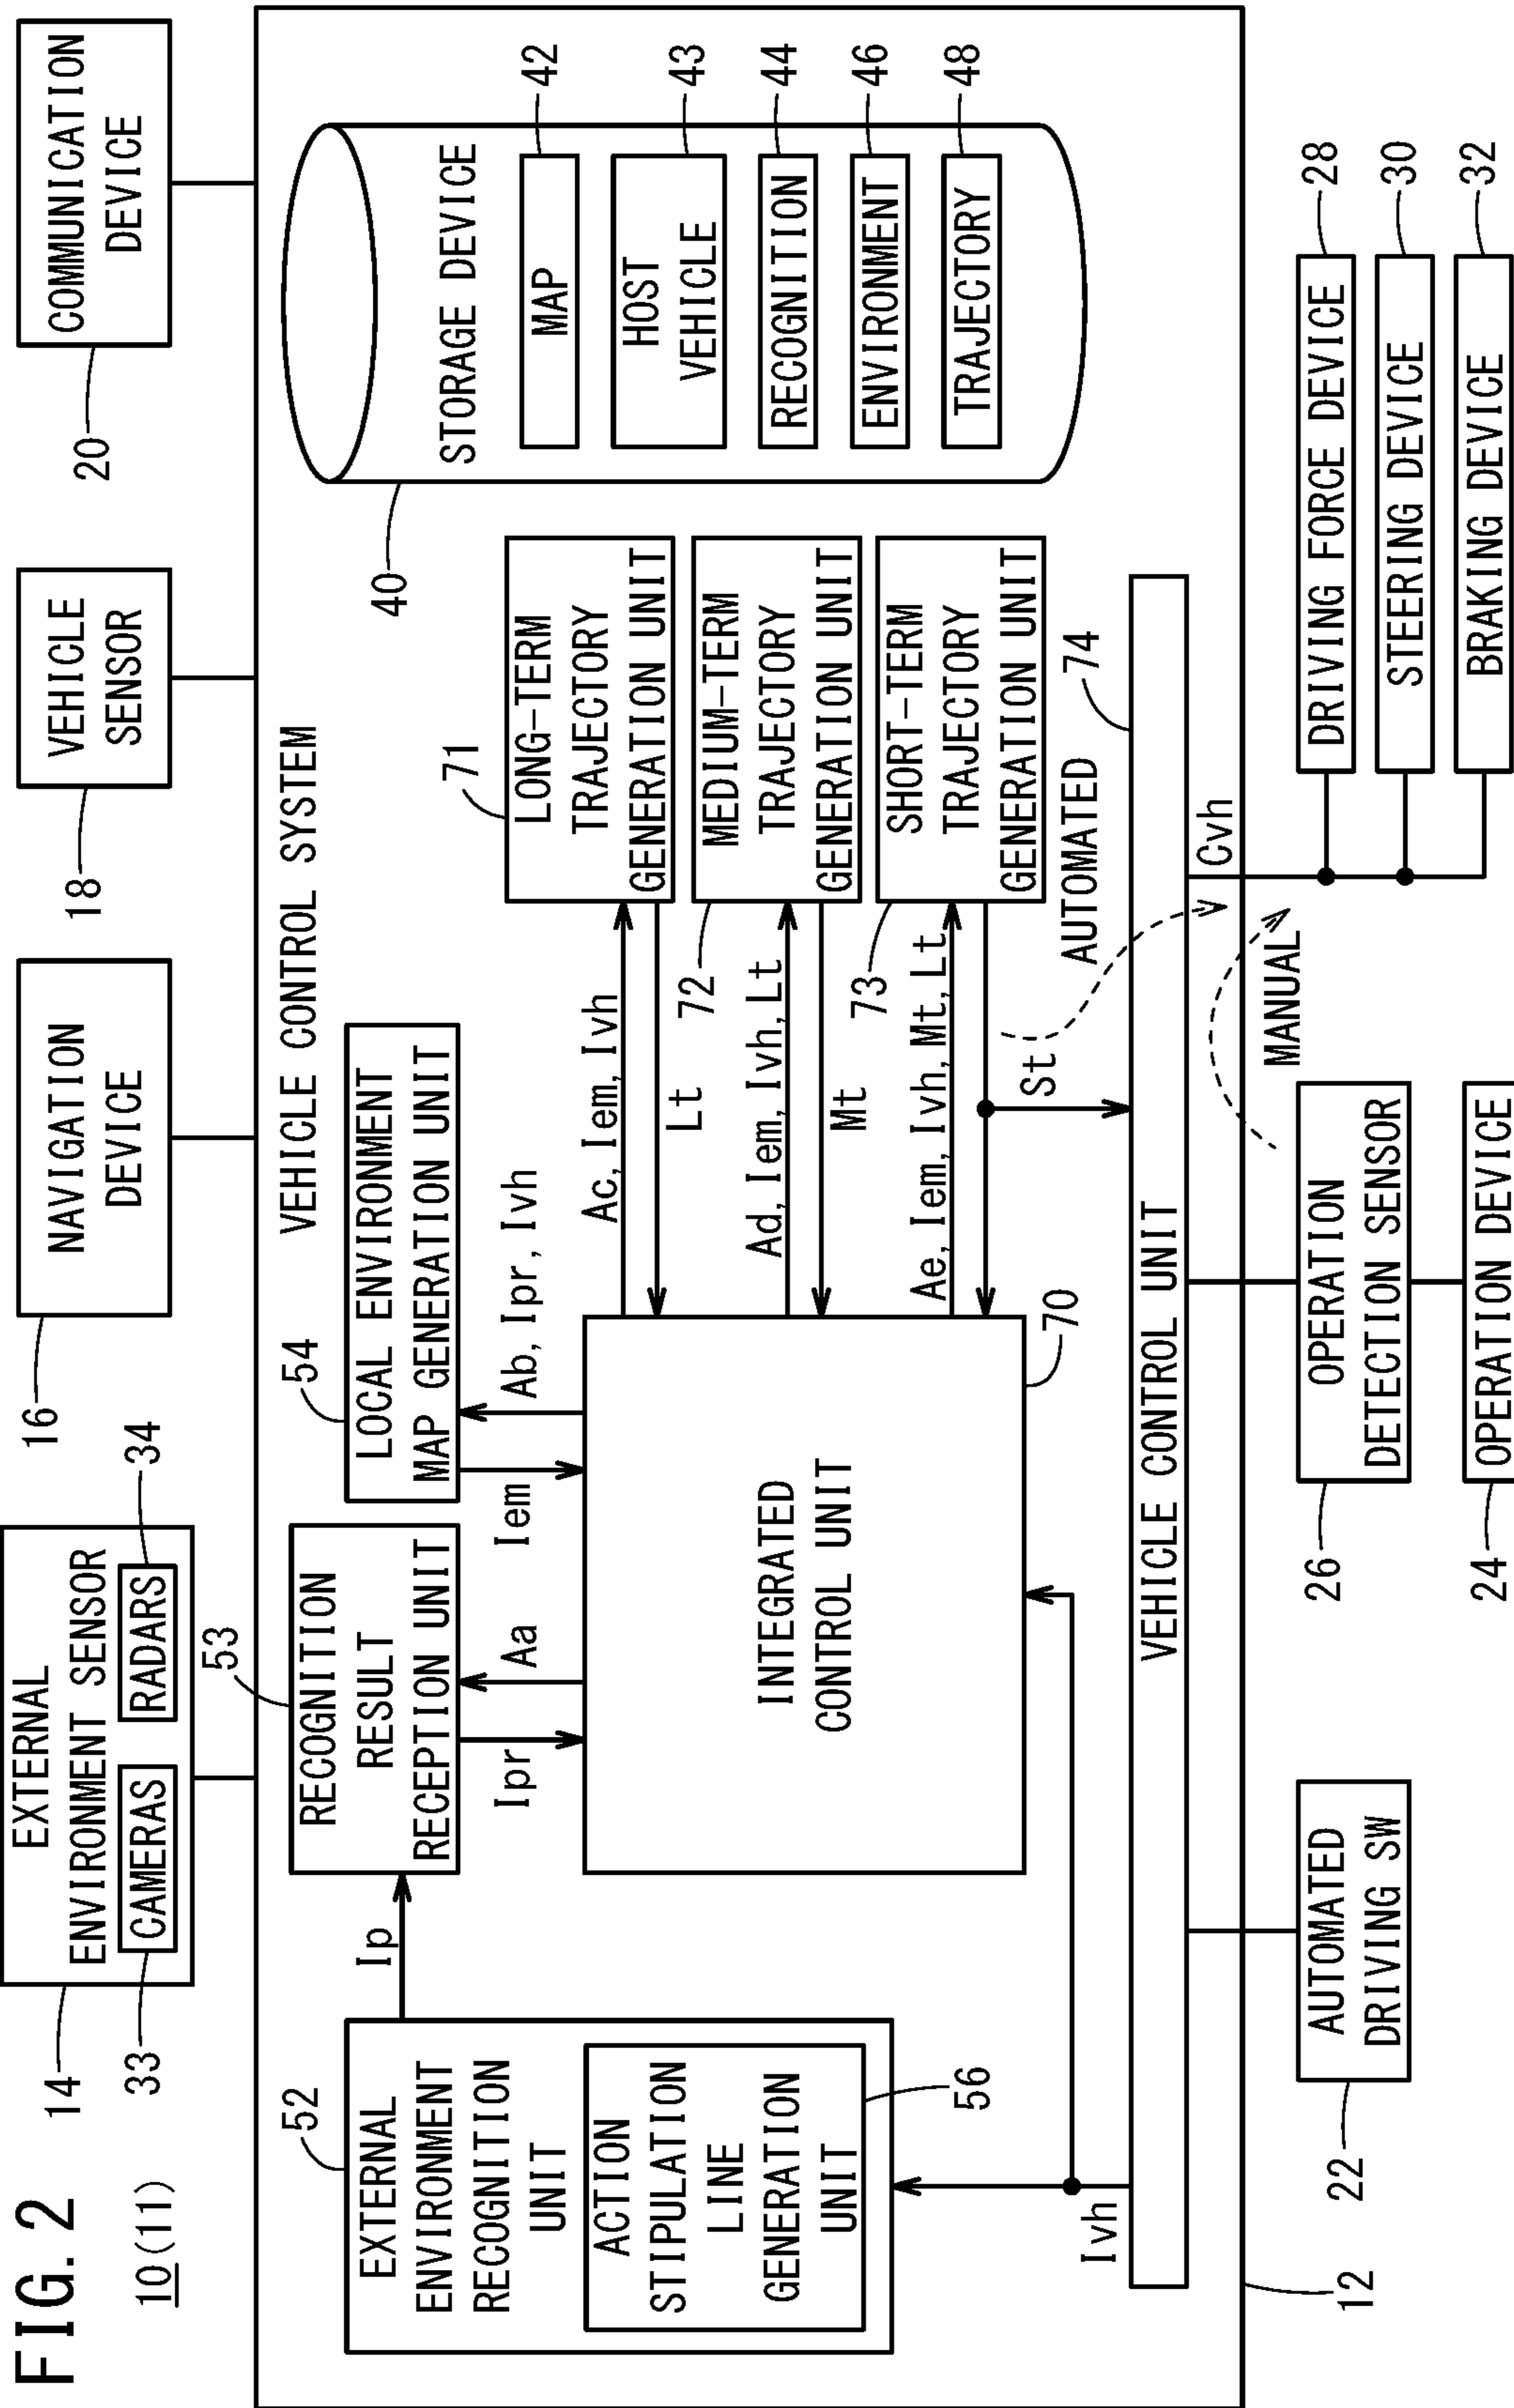 FIG. 2
10(11)
14
EXTERNAL
ENVIRONMENT SENSOR
33
CAMERAS
RADARS
34
16
NAVIGATION
DEVICE
18
VEHICLE
SENSOR
20
COMMUNICATION
DEVICE
VEHICLE CONTROL SYSTEM
52
EXTERNAL
ENVIRONMENT
RECOGNITION
UNIT
ACTION
STIPULATION
LINE
GENERATION
UNIT
56
Ip
53
RECOGNITION
RESULT
RECEPTION UNIT
Ipr
Aa
54
LOCAL ENVIRONMENT
MAP GENERATION UNIT
Iem
Ab, Ipr, Ivh
INTEGRATED
CONTROL UNIT
70
Ac, Iem, Ivh
Lt
71
LONG-TERM
TRAJECTORY
GENERATION UNIT
Ad, Iem, Ivh, Lt
Mt
72
MEDIUM-TERM
TRAJECTORY
GENERATION UNIT
Ae, Iem, Ivh, Mt, Lt
St
73
SHORT-TERM
TRAJECTORY
GENERATION UNIT
AUTOMATED
74
40
STORAGE DEVICE
MAP
42
HOST
VEHICLE
43
RECOGNITION
44
ENVIRONMENT
46
TRAJECTORY
48
Ivh
VEHICLE CONTROL UNIT
Cvh
MANUAL
12
22
AUTOMATED
DRIVING SW
26
OPERATION
DETECTION SENSOR
24
OPERATION DEVICE
DRIVING FORCE DEVICE
28
STEERING DEVICE
30
BRAKING DEVICE
32